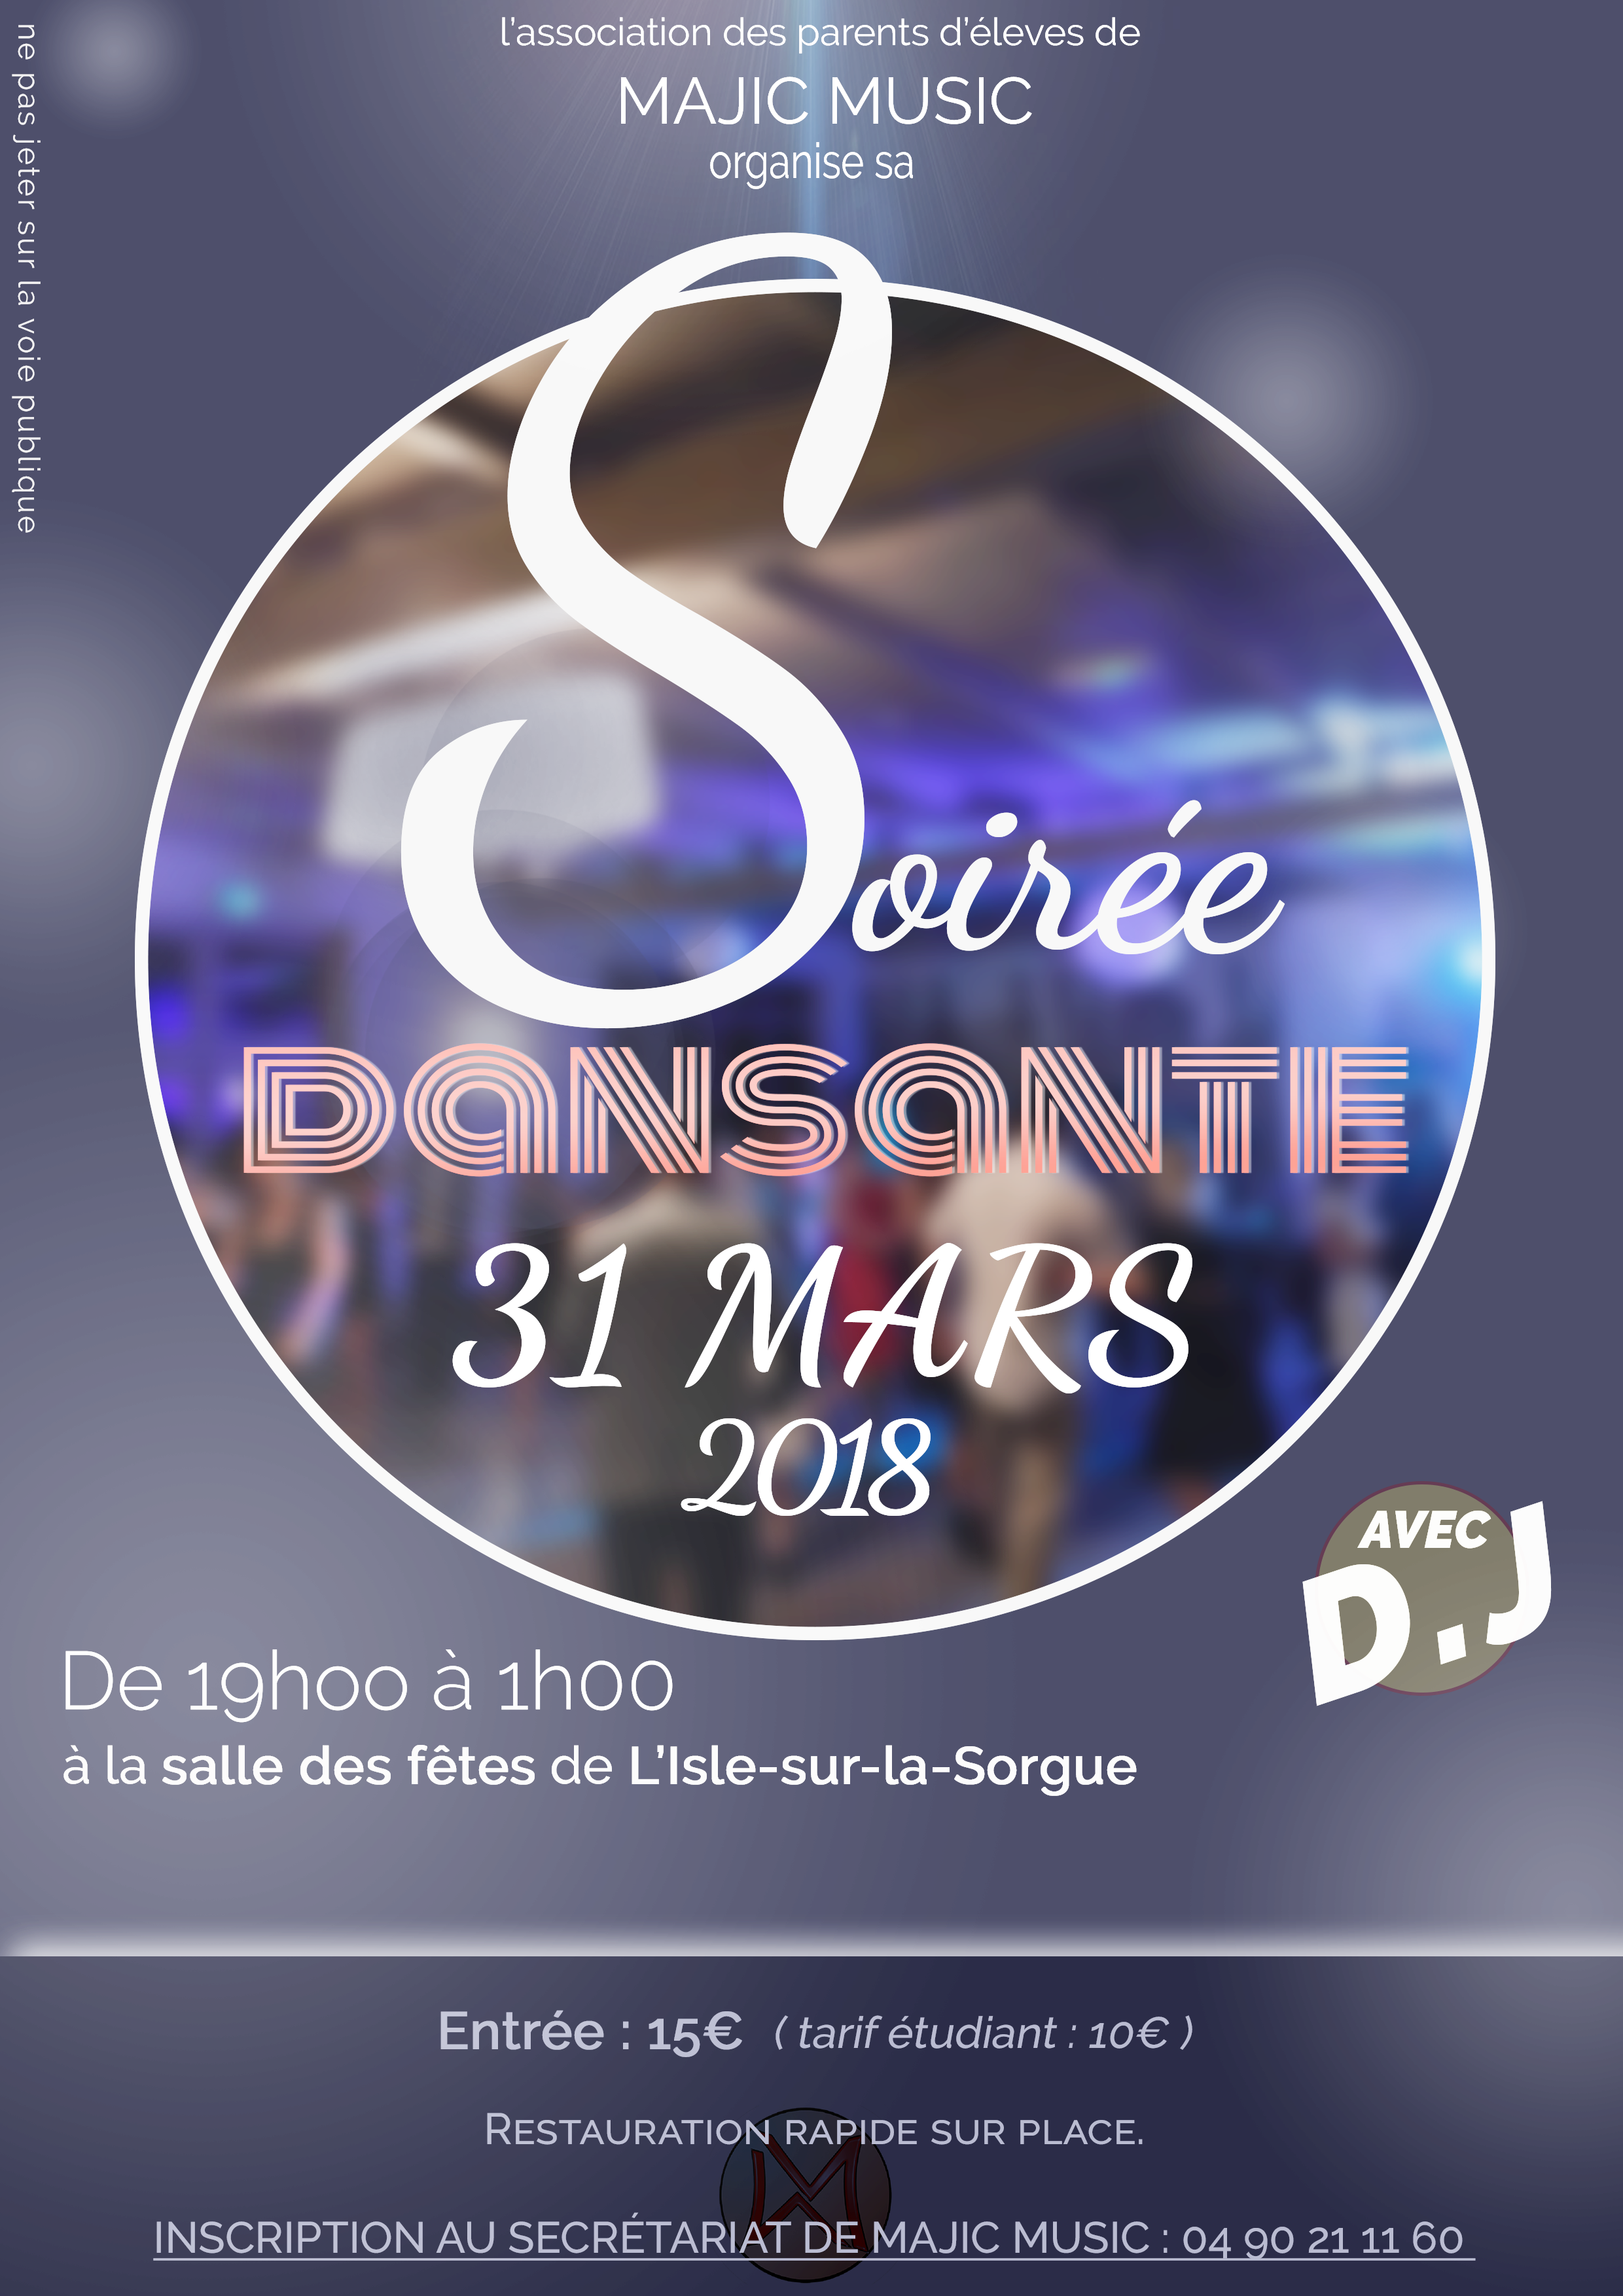 l'association des parents d'éleves de
MAJIC MUSIC
organise sa
ne pas jeter sur la voie publique
Soirée
DANSANTE
31 MARS
2018
AVEC
D.J
De 19h00 à 1h00
à la salle des fêtes de L'Isle-sur-la-Sorgue
Entrée : 15€ ( tarif étudiant : 10€ )
RESTAURATION RAPIDE SUR PLACE.
INSCRIPTION AU SECRÉTARIAT DE MAJIC MUSIC : 04 90 21 11 60